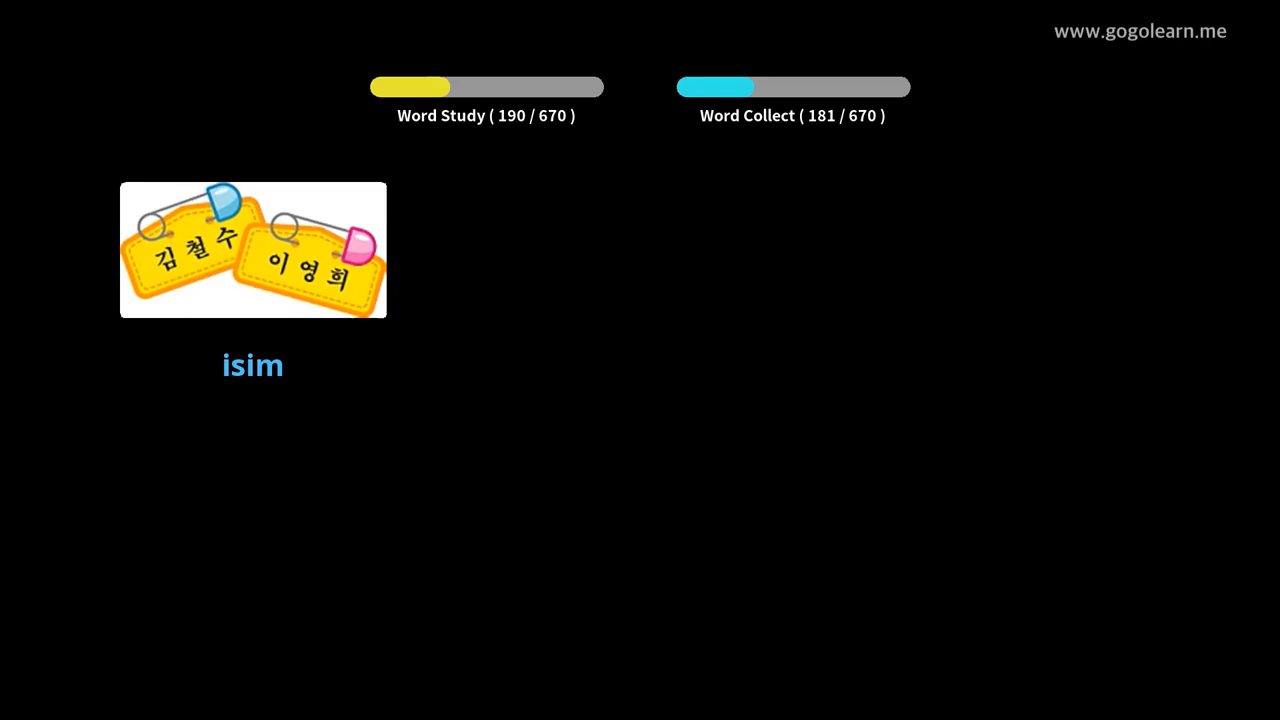 www.gogolearn.me
Word Study ( 190 / 670 )
Word Collect ( 181 / 670 )
김철수
이영희
isim